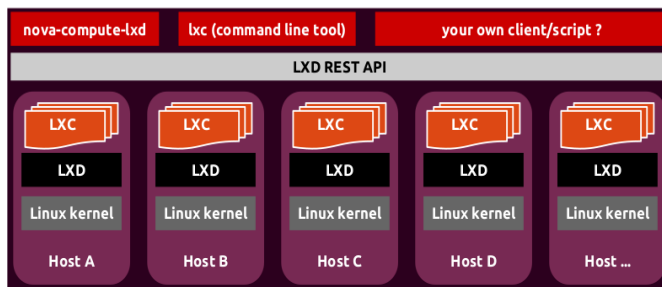 nova-compute-lxd
lxc (command line tool)
your own client/script ?
LXD REST API
LXC
LXD
Linux kernel
Host A
LXC
LXD
Linux kernel
Host B
LXC
LXD
Linux kernel
Host C
LXC
LXD
Linux kernel
Host D
LXC
LXD
Linux kernel
Host ...